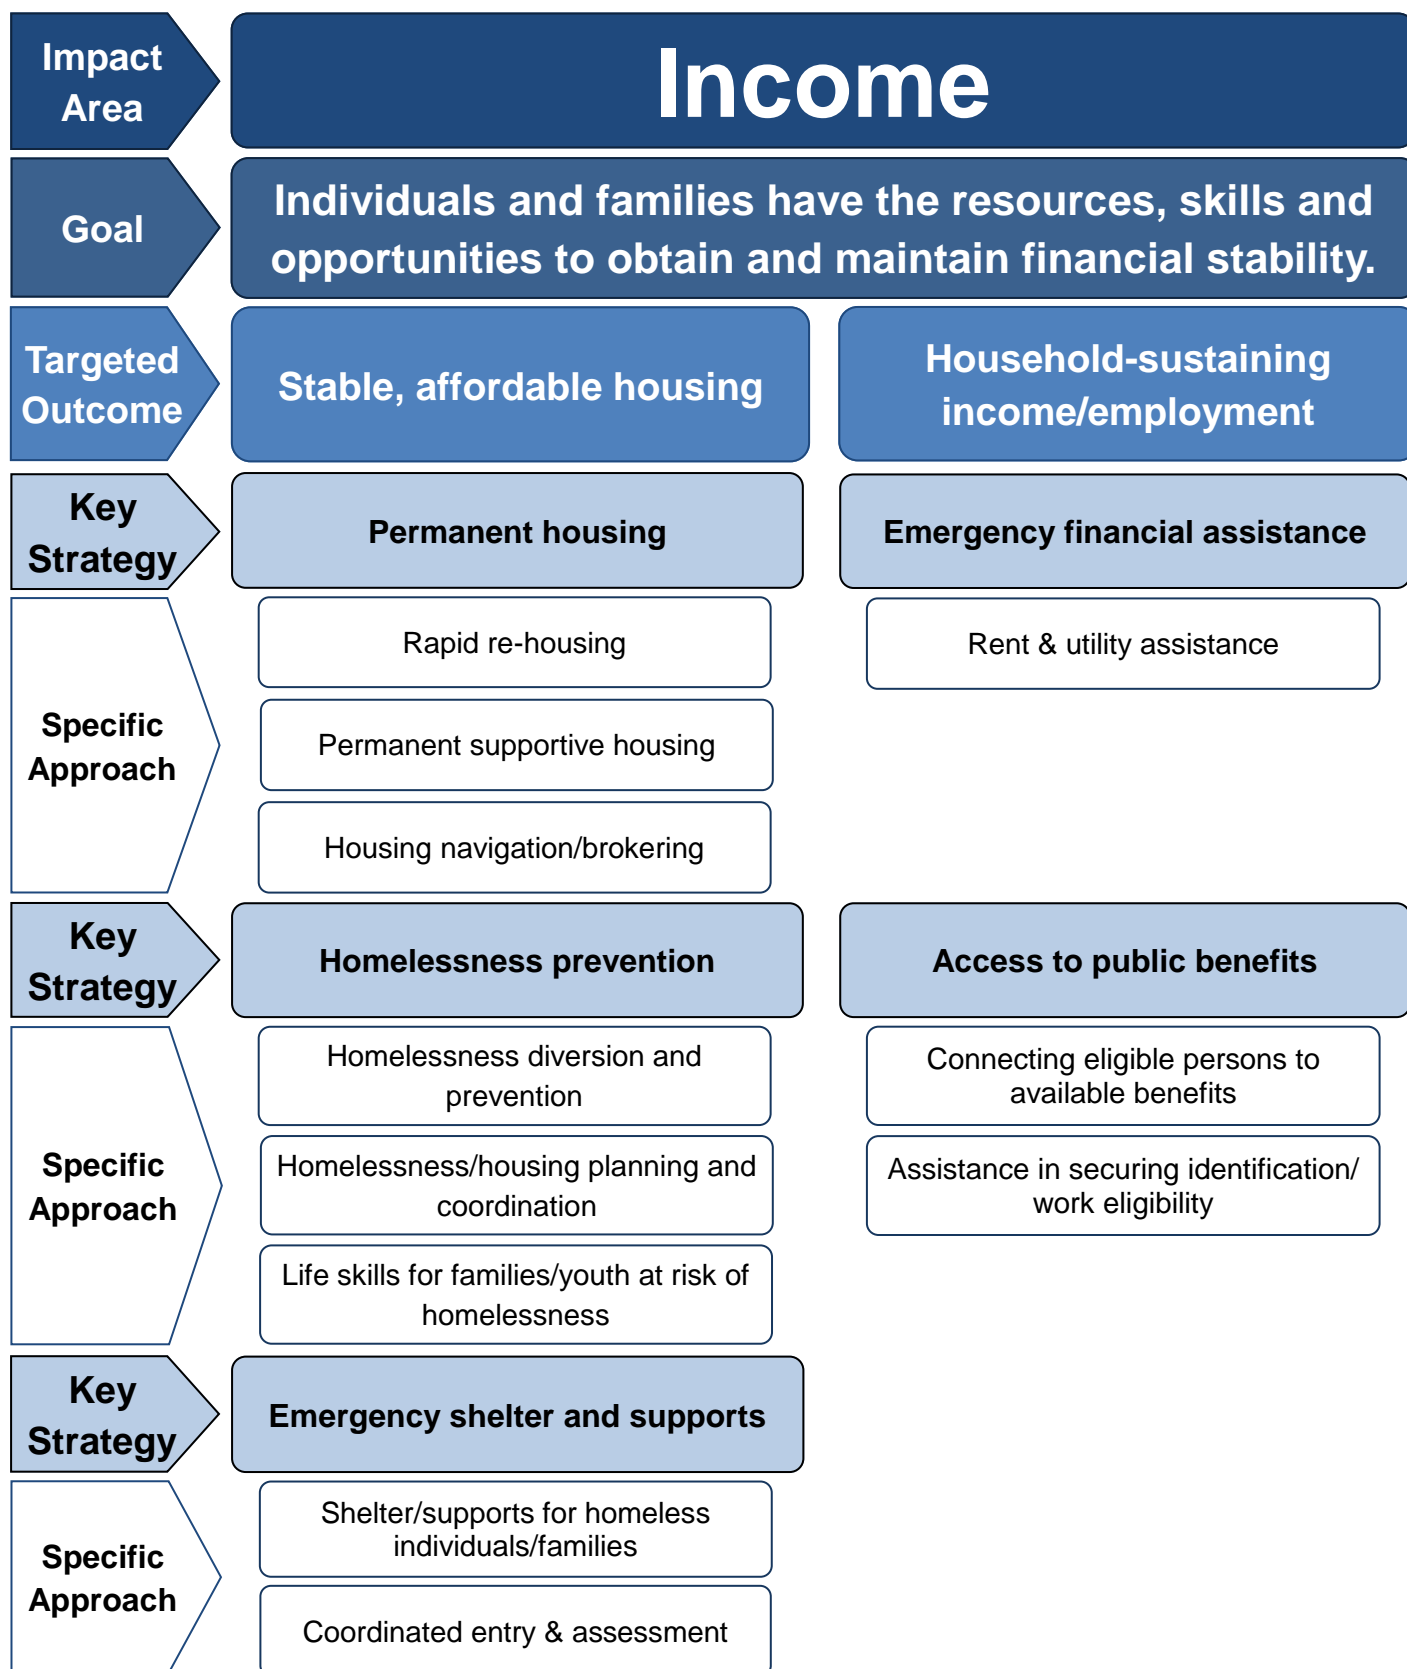 Impact
Area
Income
Goal
Individuals and families have the resources, skills and
opportunities to obtain and maintain financial stability.
Targeted
Outcome
Stable, affordable housing
Household-sustaining
income/employment
Key
Strategy
Permanent housing
Emergency financial assistance
Specific
Approach
Rapid re-housing
Rent & utility assistance
Permanent supportive housing
Housing navigation/brokering
Key
Strategy
Homelessness prevention
Access to public benefits
Specific
Approach
Homelessness diversion and
prevention
Connecting eligible persons to
available benefits
Homelessness/housing planning and
coordination
Assistance in securing identification/
work eligibility
Life skills for families/youth at risk of
homelessness
Key
Strategy
Emergency shelter and supports
Specific
Approach
Shelter/supports for homeless
individuals/families
Coordinated entry & assessment